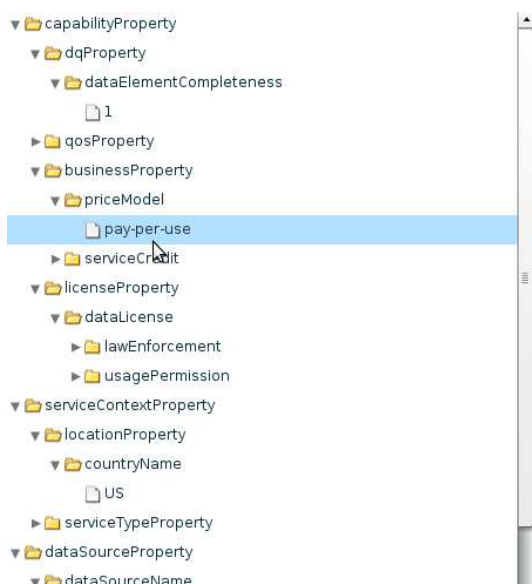 capabilityProperty
dqProperty
dataElementCompleteness
1
qosProperty
businessProperty
priceModel
pay-per-use
serviceCredit
licenseProperty
dataLicense
lawEnforcement
usagePermission
serviceContextProperty
locationProperty
countryName
US
serviceTypeProperty
dataSourceProperty
dataSourceName